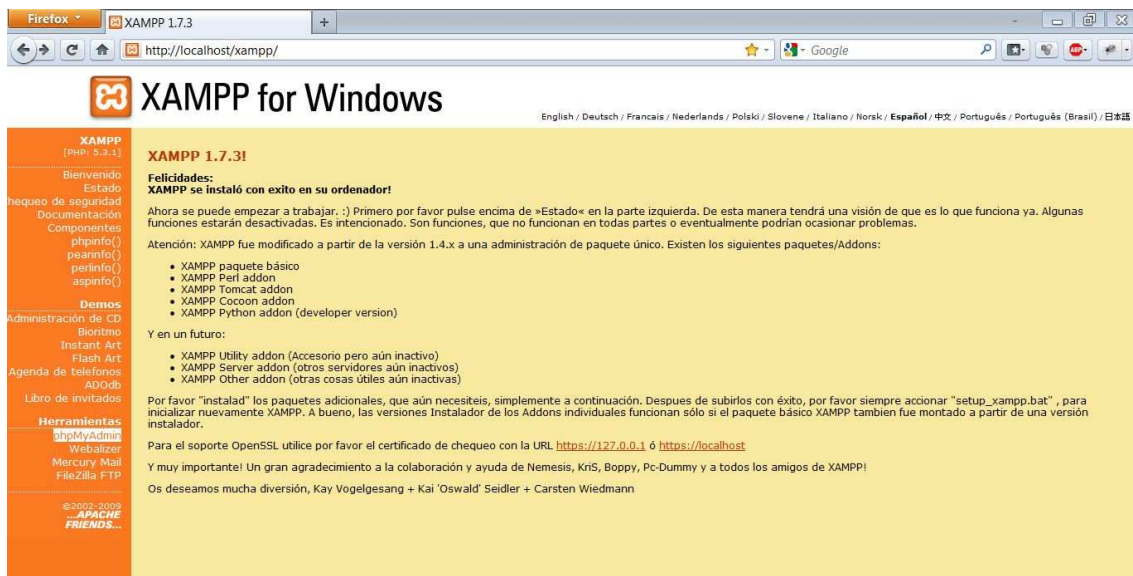 Firefox
XAMPP 1.7.3
http://localhost/xampp/
Google
XAMPP for Windows
English / Deutsch / Francais / Nederlands / Polski / Slovene / Italiano / Norsk / Español / 中文 / Português / Português (Brasil) / 日本語
XAMPP
[PHP: 5.3.1]
Bienvenido
Estado
hequeo de seguridad
Documentación
Componentes
phpinfo()
pearinfo()
perlinfo()
aspinfo()
Demos
Administración de CD
Bioritmo
Instant Art
Flash Art
Agenda de telefonos
ADOdb
Libro de invitados
Herramientas
phpMyAdmin
Webalizer
Mercury Mail
FileZilla FTP
©2002-2009
...APACHE
FRIENDS...
XAMPP 1.7.3!
Felicidades:
XAMPP se instaló con exito en su ordenador!
Ahora se puede empezar a trabajar. :) Primero por favor pulse encima de »Estado« en la parte izquierda. De esta manera tendrá una visión de que es lo que funciona ya. Algunas
funciones estarán desactivadas. Es intencionado. Son funciones, que no funcionan en todas partes o eventualmente podrían ocasionar problemas.
Atención: XAMPP fue modificado a partir de la versión 1.4.x a una administración de paquete único. Existen los siguientes paquetes/Addons:
• XAMPP paquete básico
• XAMPP Perl addon
• XAMPP Tomcat addon
• XAMPP Cocoon addon
• XAMPP Python addon (developer version)
Y en un futuro:
• XAMPP Utility addon (Accesorio pero aún inactivo)
• XAMPP Server addon (otros servidores aún inactivos)
• XAMPP Other addon (otras cosas útiles aún inactivas)
Por favor "instalad" los paquetes adicionales, que aún necesiteis, simplemente a continuación. Despues de subirlos con éxito, por favor siempre accionar "setup_xampp.bat" , para
inicializar nuevamente XAMPP. A bueno, las versiones Instalador de los Addons individuales funcionan sólo si el paquete básico XAMPP tambien fue montado a partir de una versión
instalador.
Para el soporte OpenSSL utilice por favor el certificado de chequeo con la URL https://127.0.0.1 ó https://localhost
Y muy importante! Un gran agradecimiento a la colaboración y ayuda de Nemesis, KriS, Boppy, Pc-Dummy y a todos los amigos de XAMPP!
Os deseamos mucha diversión, Kay Vogelgesang + Kai 'Oswald' Seidler + Carsten Wiedmann